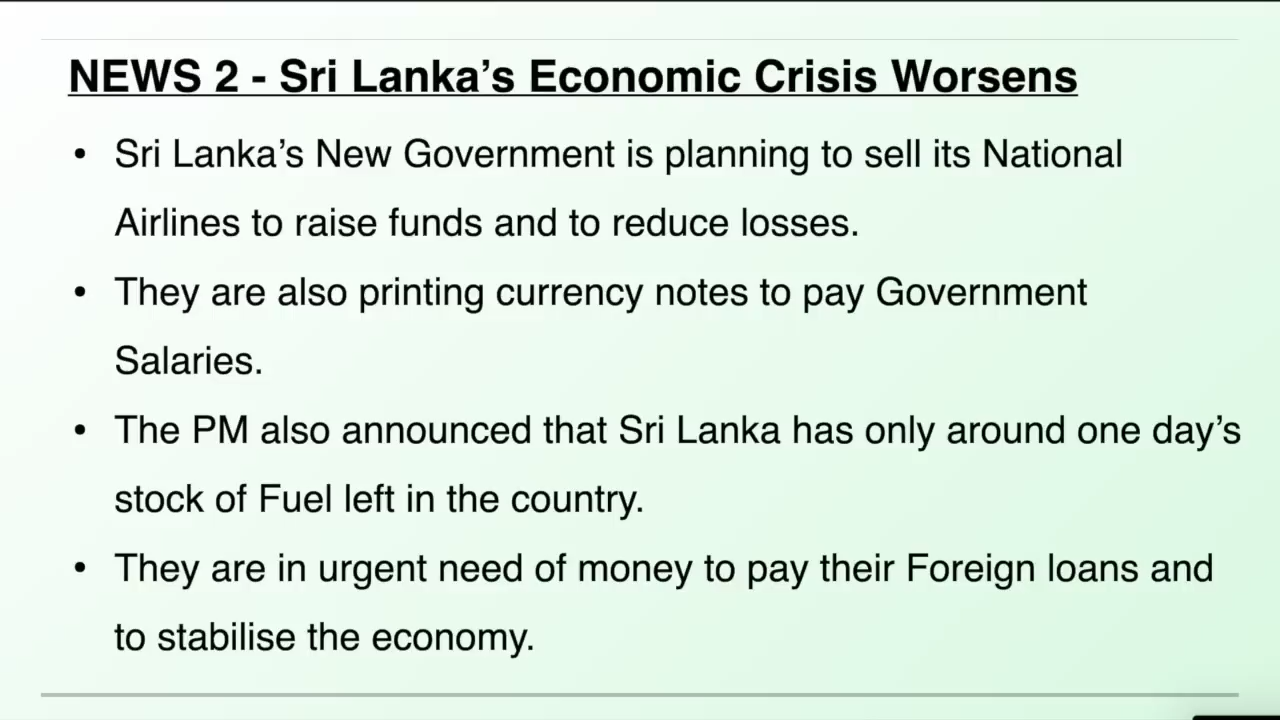 NEWS 2 - Sri Lanka’s Economic Crisis Worsens
• Sri Lanka’s New Government is planning to sell its National
Airlines to raise funds and to reduce losses.
• They are also printing currency notes to pay Government
Salaries.
• The PM also announced that Sri Lanka has only around one day’s
stock of Fuel left in the country.
• They are in urgent need of money to pay their Foreign loans and
to stabilise the economy.